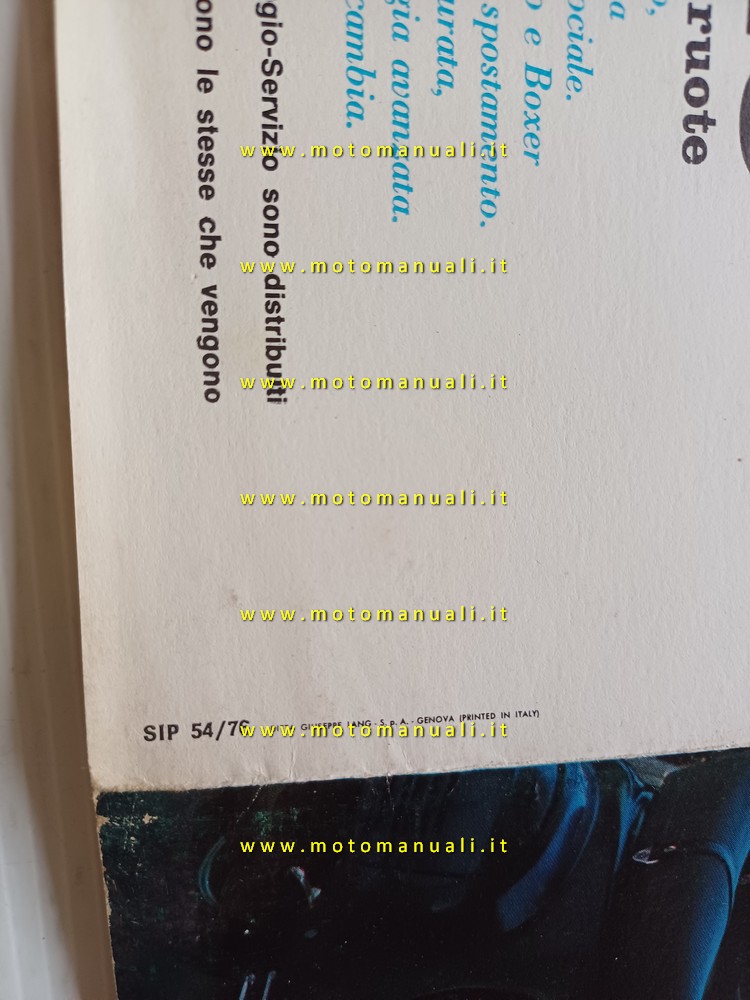 ruote
o,
a
ociale.
o e Boxer
spostamento.
urata,
gia avanzata.
cambia.
gio-Servizio sono distribuiti
ono le stesse che vengono
www.motomanuali.it
www.motomanuali.it
www.motomanuali.it
www.motomanuali.it
www.motomanuali.it
SIP 54/76 GIUSEPPE LANG - S.p.A. - GENOVA (PRINTED IN ITALY)
www.motomanuali.it
www.motomanuali.it